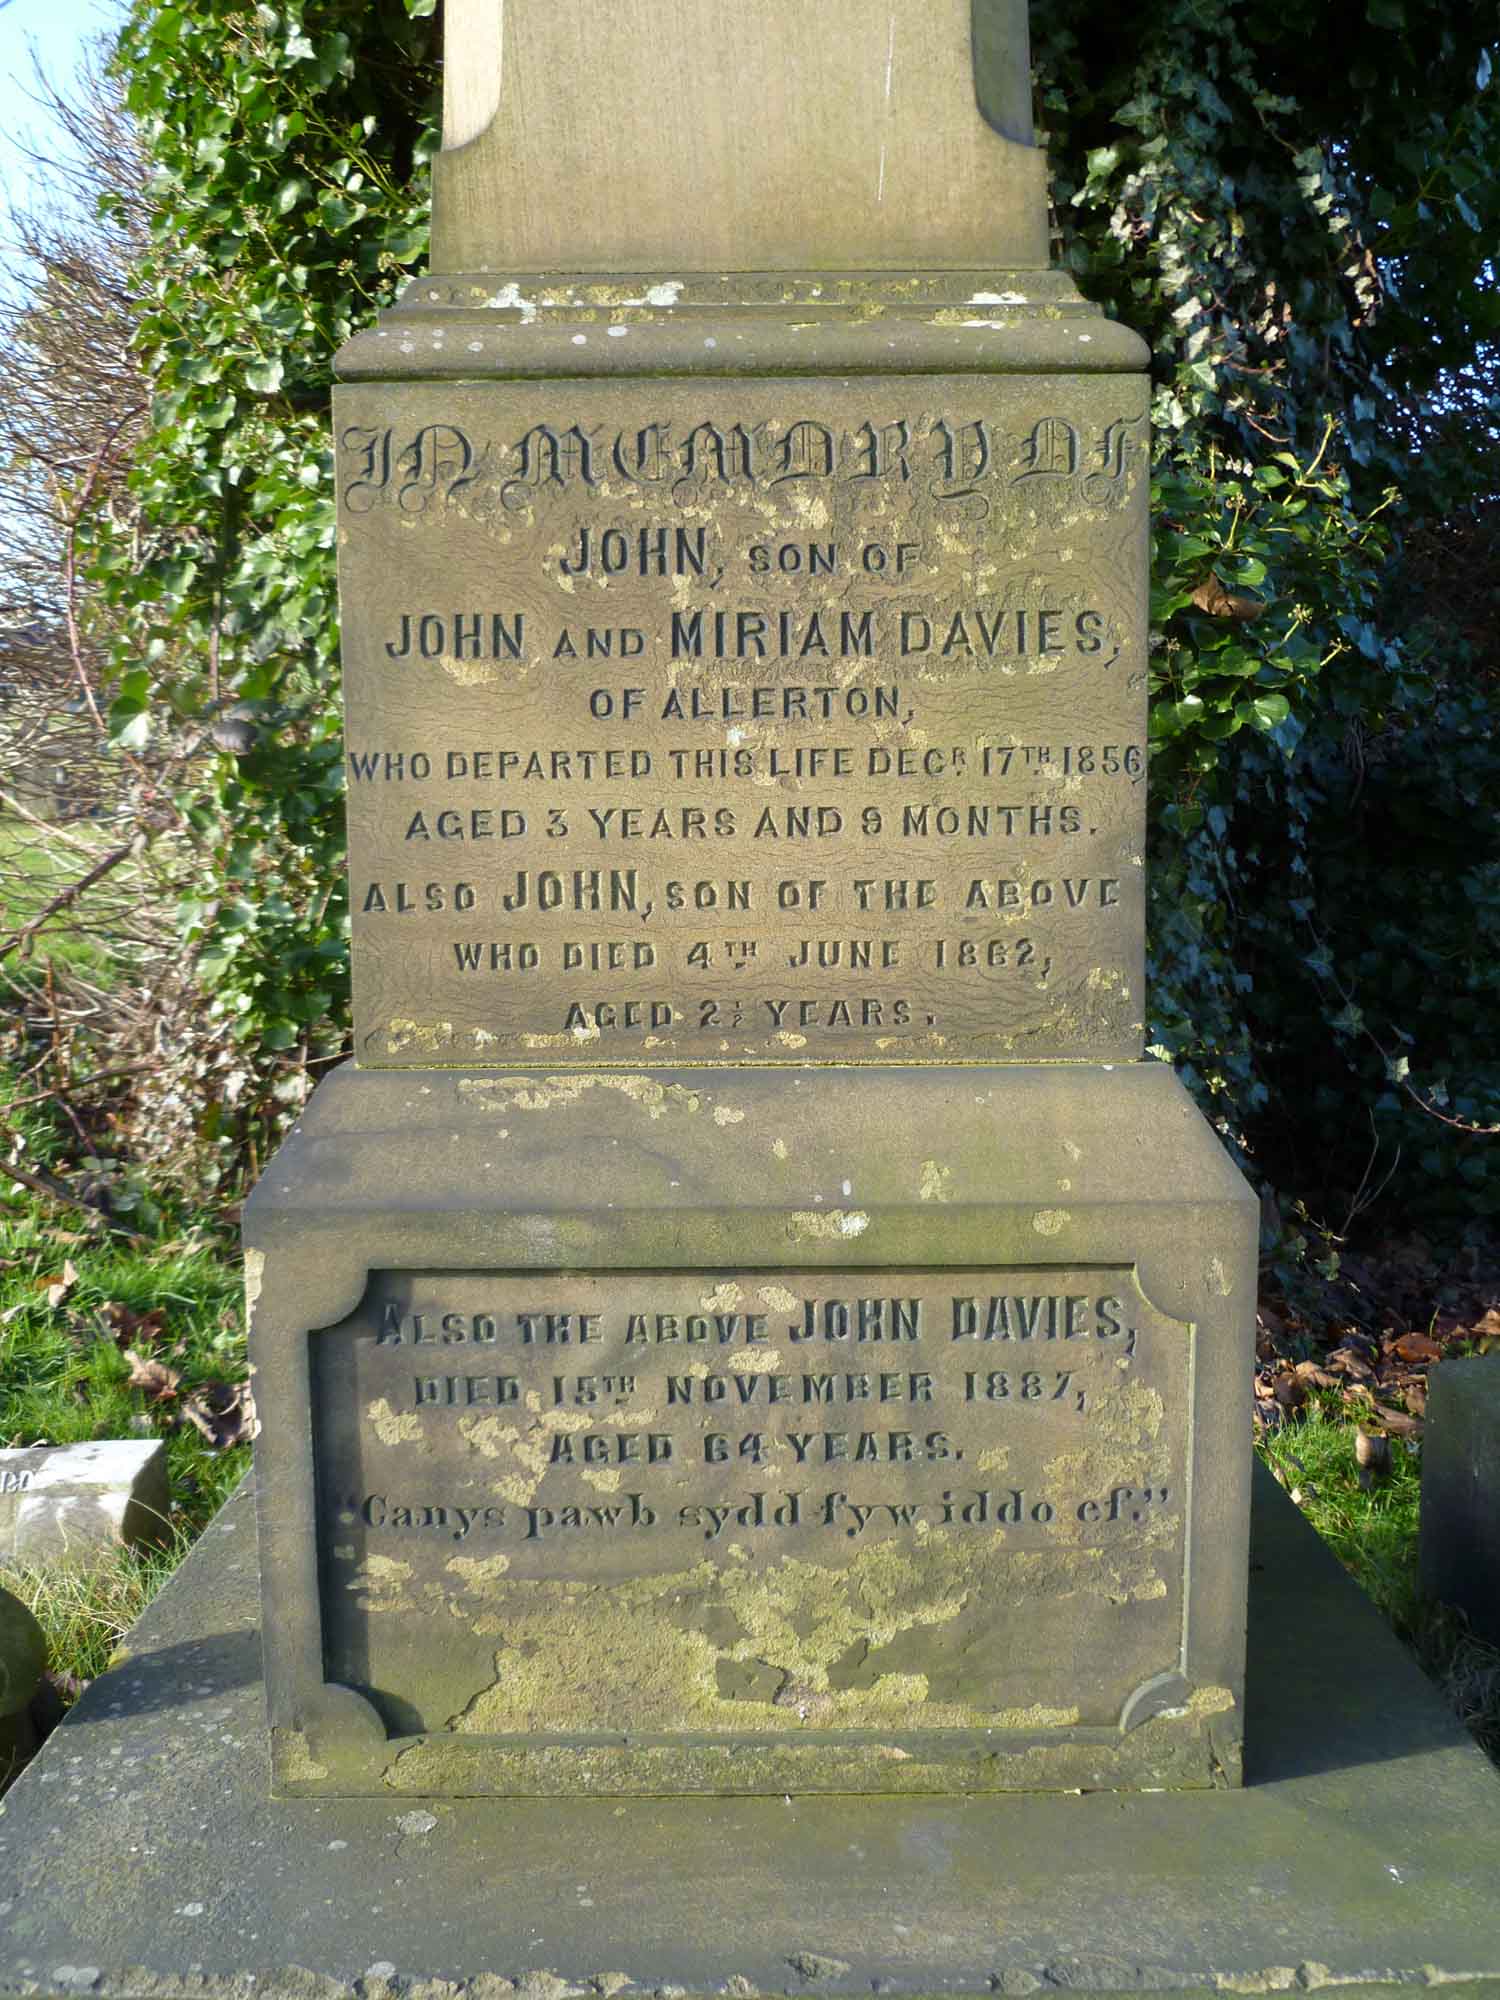 IN MEMORY OF
JOHN, SON OF
JOHN AND MIRIAM DAVIES,
OF ALLERTON,
WHO DEPARTED THIS LIFE DECR. 17TH 1856,
AGED 3 YEARS AND 9 MONTHS.
ALSO JOHN, SON OF THE ABOVE
WHO DIED 4TH JUNE 1862,
AGED 2½ YEARS.
ALSO THE ABOVE JOHN DAVIES,
DIED 15TH NOVEMBER 1887,
AGED 64 YEARS.
"Canys pawb sydd fyw iddo ef."